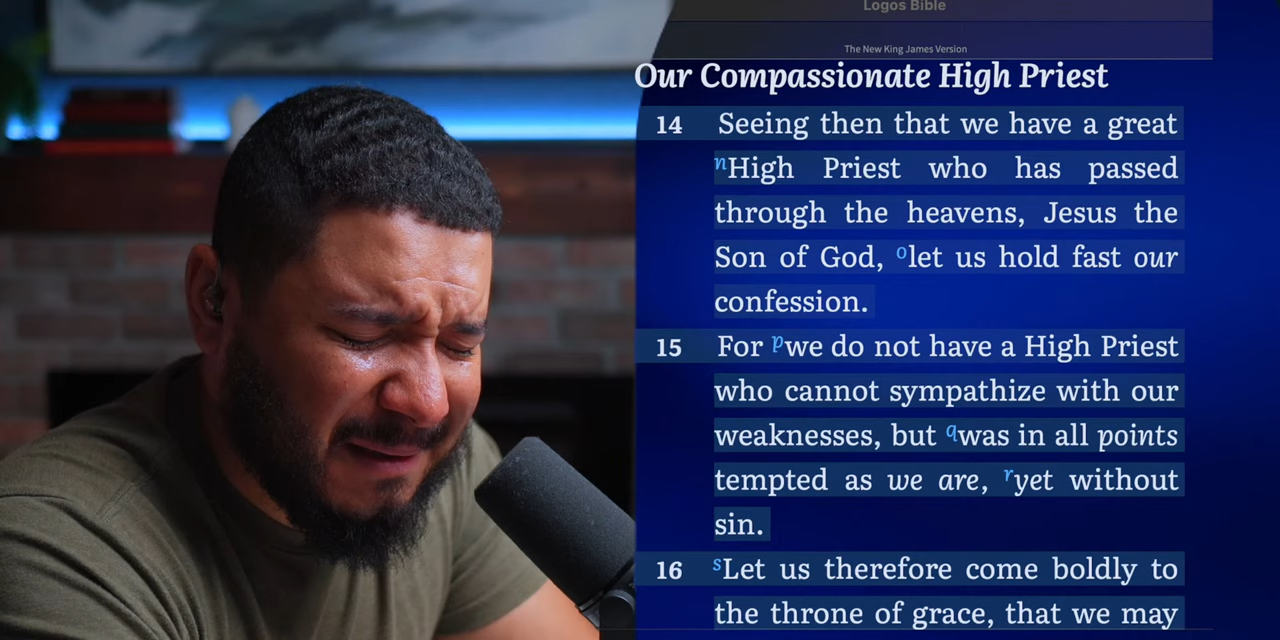 Logos Bible
The New King James Version
Our Compassionate High Priest
14 Seeing then that we have a great
nHigh Priest who has passed
through the heavens, Jesus the
Son of God, olet us hold fast our
confession.
15 For pwe do not have a High Priest
who cannot sympathize with our
weaknesses, but qwas in all points
tempted as we are, ryet without
sin.
16 sLet us therefore come boldly to
the throne of grace, that we may